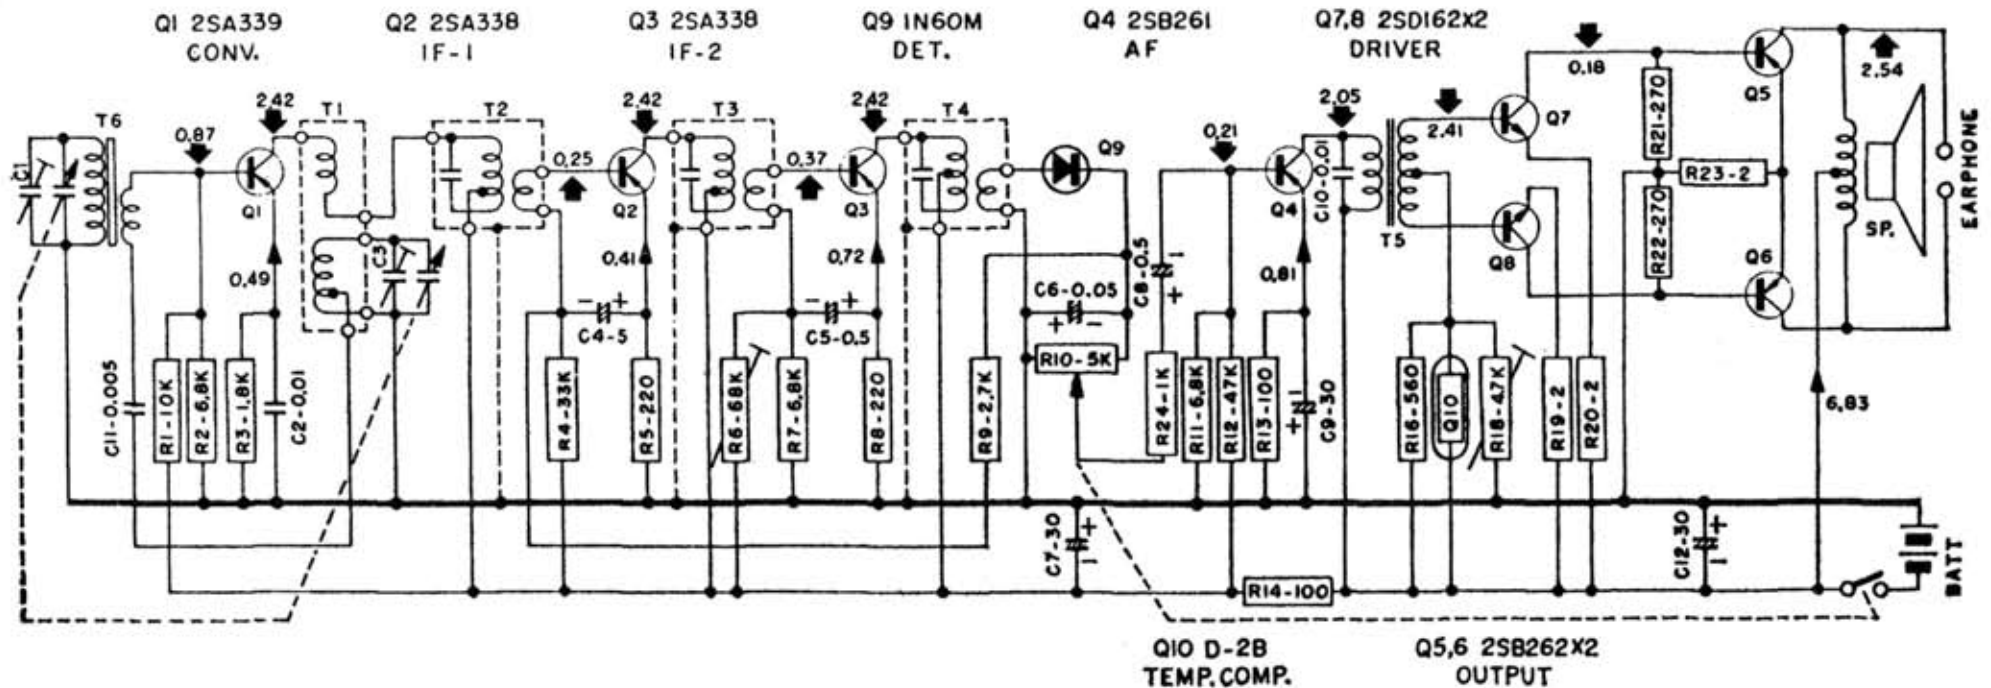 Q1 2SA339
CONV.
Q2 2SA338
IF-1
Q3 2SA338
IF-2
Q9 1N60M
DET.
Q4 2SB261
AF
Q7,8 2SD162X2
DRIVER
T6
C1
0,87
2,42
T1
Q1
0,49
C3
T2
0,25
2,42
Q2
0,41
T3
0,37
2,42
Q3
0,72
T4
Q9
0,21
2,05
Q4
C10-0.01
0,81
T5
2,41
Q7
Q8
0,18
R21-270
R22-270
R23-2
Q5
Q6
2,54
SP.
EARPHONE
C11-0.005
R1-10K
R2-6,8K
R3-1,8K
C2-0,01
- +
C4-5
R4-33K
R5-220
- +
C5-0.5
R6-68K
R7-6,8K
R8-220
R9-2,7K
C6-0.05
+ -
R10-5K
C8-0.5
-
+
R24-1K
R11-6,8K
R12-47K
R13-100
-
+
C9-30
R16-560
Q10
R18-4,7K
R19-2
R20-2
6,83
C7-30
+
-
R14-100
C12-30
+
-
BATT
Q10 D-2B
TEMP.COMP.
Q5,6 2SB262X2
OUTPUT